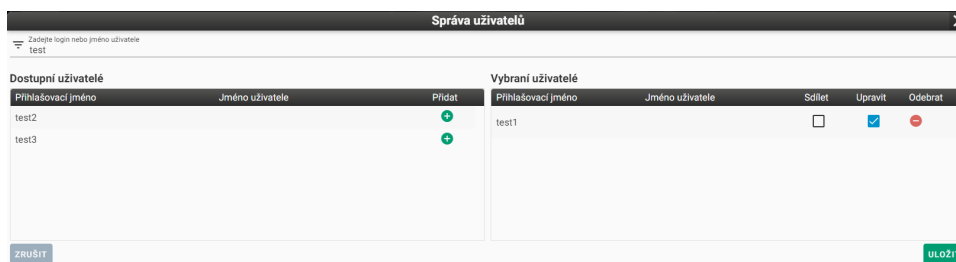 Správa uživatelů
Zadejte login nebo jméno uživatele
test
Dostupní uživatelé
Přihlašovací jméno Jméno uživatele Přidat
test2
test3
Vybraní uživatelé
Přihlašovací jméno Jméno uživatele Sdílet Upravit Odebrat
test1
ZRUŠIT
ULOŽIT